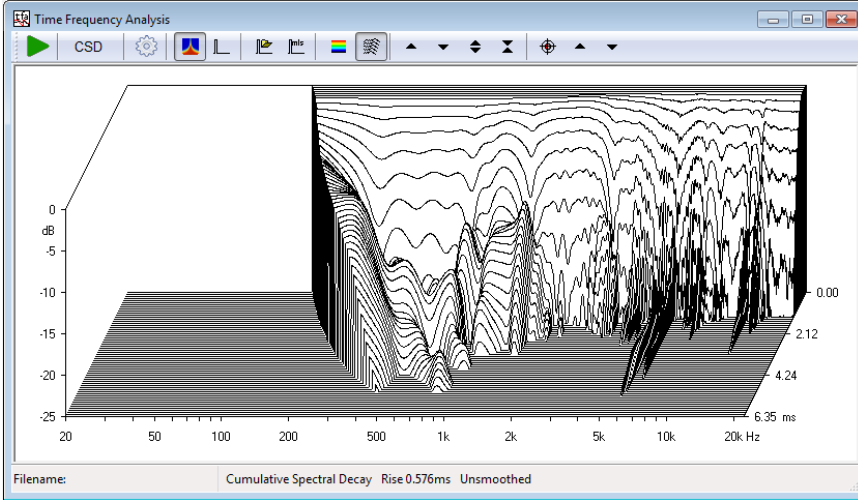 Time Frequency Analysis
CSD mls
0
dB
-5
-10
-15
-20
-25
0.00
2.12
4.24
6.35 ms
20 50 100 200 500 1k 2k 5k 10k 20k Hz
Filename: Cumulative Spectral Decay Rise 0.576ms Unsmoothed